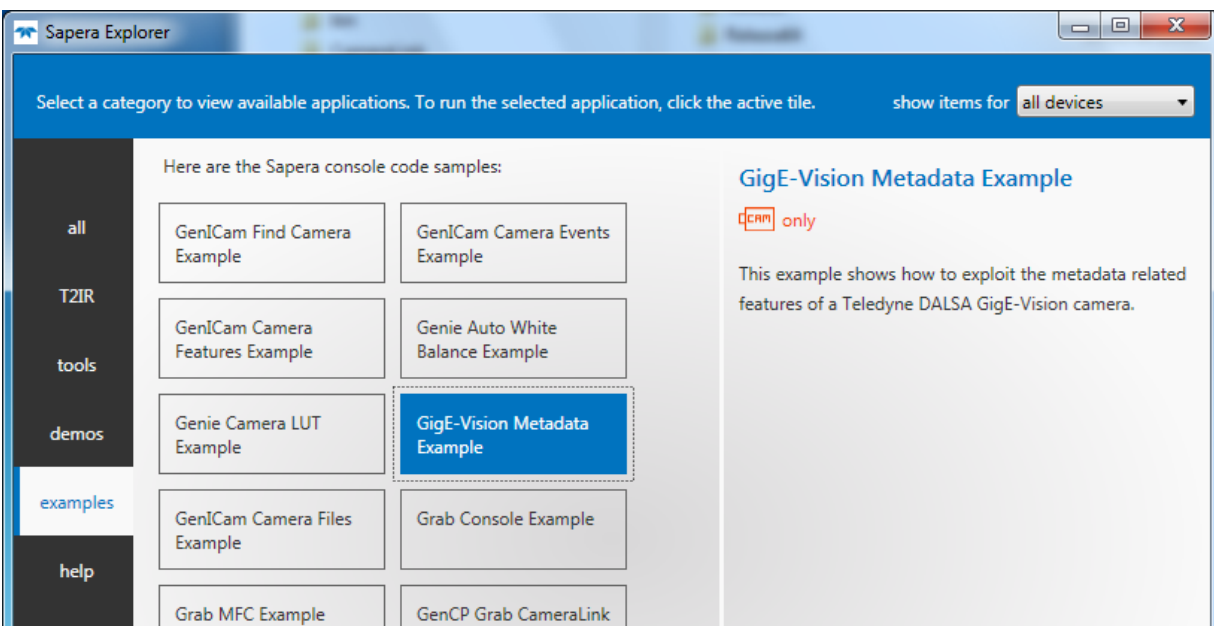 Sapera Explorer
Select a category to view available applications. To run the selected application, click the active tile.
show items for all devices
all
T2IR
tools
demos
examples
help
Here are the Sapera console code samples:
GenICam Find Camera
Example
GenICam Camera Events
Example
GenICam Camera
Features Example
Genie Auto White
Balance Example
Genie Camera LUT
Example
GigE-Vision Metadata
Example
GenICam Camera Files
Example
Grab Console Example
Grab MFC Example
GenCP Grab CameraLink
GigE-Vision Metadata Example
CAM only
This example shows how to exploit the metadata related
features of a Teledyne DALSA GigE-Vision camera.